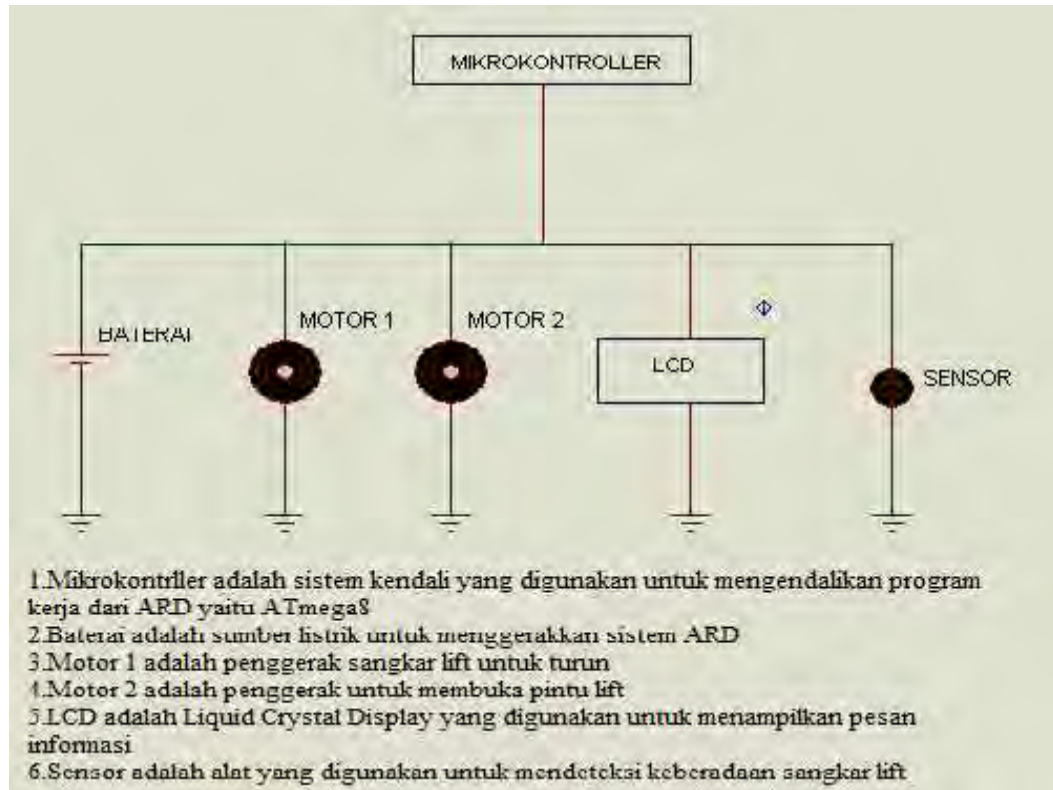 MIKROKONTROLLER
BATERAI
MOTOR 1
MOTOR 2
LCD
SENSOR
1.Mikrokontrller adalah sistem kendali yang digunakan untuk mengendalikan program
kerja dari ARD yaitu ATmega8
2.Baterai adalah sumber listrik untuk menggerakkan sistem ARD
3.Motor 1 adalah penggerak sangkar lift untuk turun
4.Motor 2 adalah penggerak untuk membuka pintu lift
5.LCD adalah Liquid Crystal Display yang digunakan untuk menampilkan pesan
informasi
6.Sensor adalah alat yang digunakan untuk mendeteksi keberadaan sangkar lift